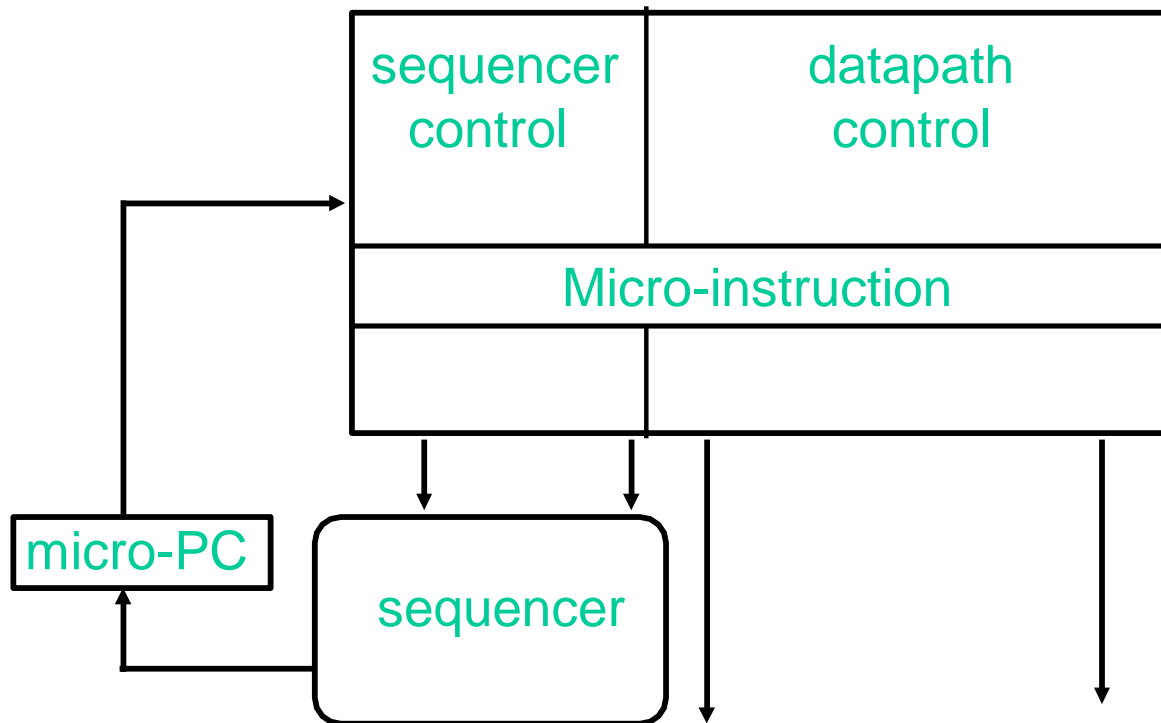 sequencer
control
datapath
control
Micro-instruction
micro-PC
sequencer